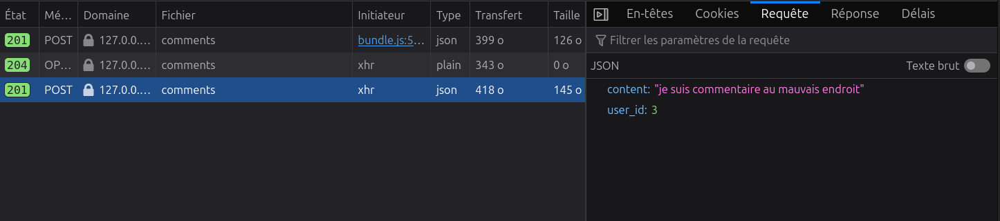 État Mé… Domaine Fichier Initiateur Type Transfert Taille
201 POST 127.0.0.… comments bundle.js:5… json 399 o 126 o
204 OP… 127.0.0.… comments xhr plain 343 o 0 o
201 POST 127.0.0.… comments xhr json 418 o 145 o
En-têtes Cookies Requête Réponse Délais
Filtrer les paramètres de la requête
JSON Texte brut
content: "je suis commentaire au mauvais endroit"
user_id: 3